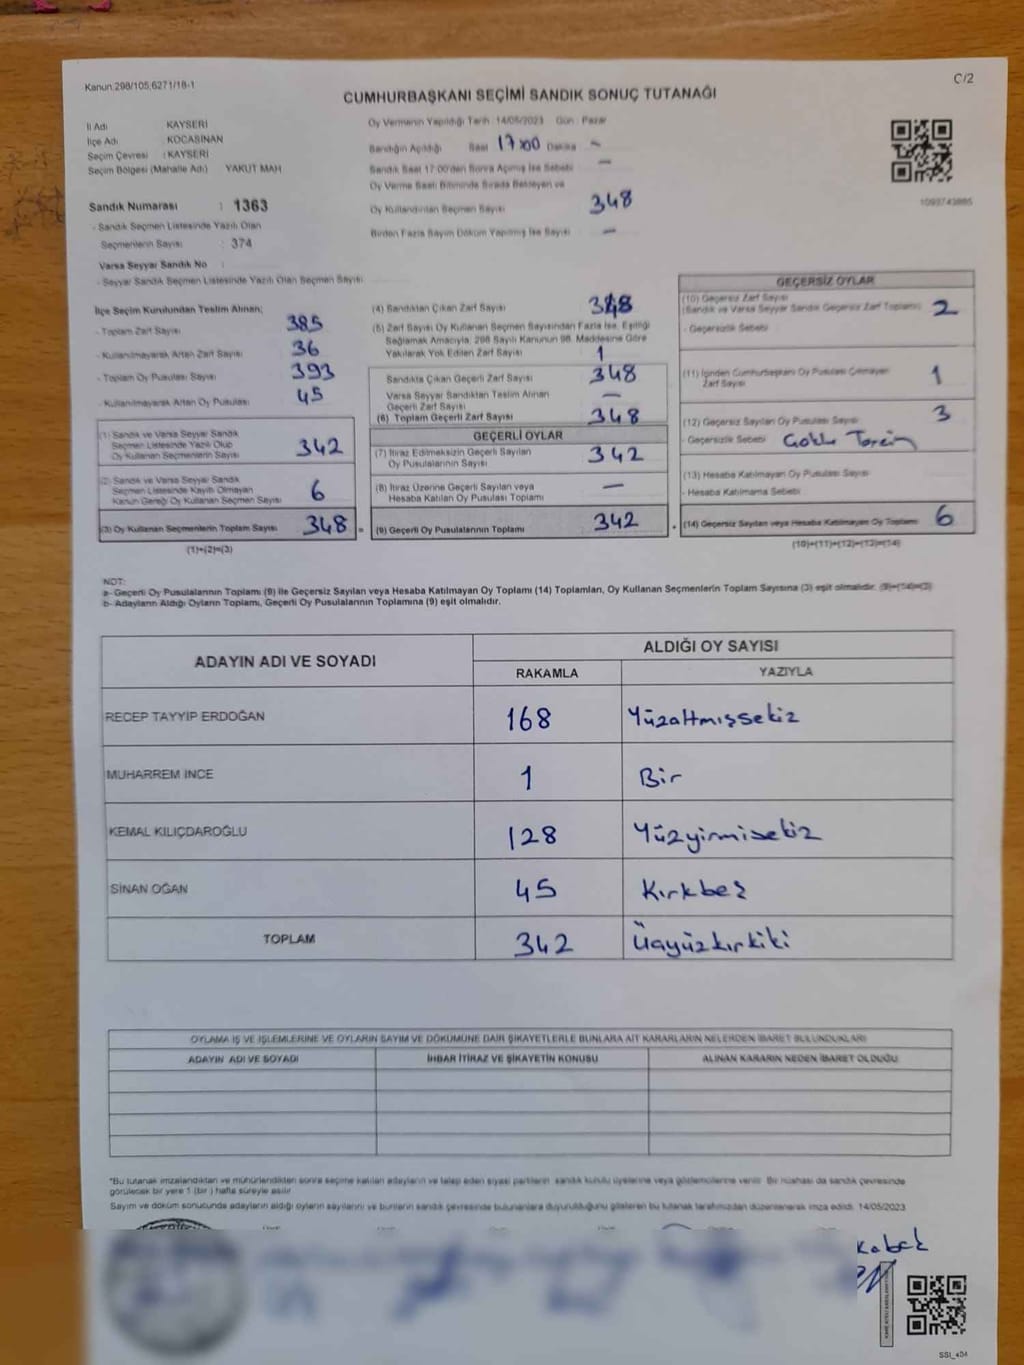 Kanun:298/105,6271/18-1
C/2
CUMHURBAŞKANI SEÇİMİ SANDIK SONUÇ TUTANAĞI
İl Adı KAYSERİ
İlçe Adı : KOCASİNAN
Seçim Çevresi : KAYSERİ
Seçim Bölgesi (Mahalle Adı) YAKUT MAH
Sandık Numarası : 1363
- Sandık Seçmen Listesinde Yazılı Olan
Seçmenlerin Sayısı : 374
Varsa Seyyar Sandık No :
- Seyyar Sandık Seçmen Listesinde Yazılı Olan Seçmen Sayısı
Oy Vermenin Yapıldığı Tarih : 14/05/2023 Gün : Pazar
Sandığın Açıldığı Saat 17:00 Dakika –
Sandık Saat 17:00'den Sonra Açılmış İse Sebebi –
Oy Verme Saati Bitiminde Sırada Bekleyen ve
Oy Kullandırılan Seçmen Sayısı 348
Birden Fazla Sayım Döküm Yapılmış İse Sayısı –
1093743885
İlçe Seçim Kurulundan Teslim Alınan;
- Toplam Zarf Sayısı 385
- Kullanılmayarak Artan Zarf Sayısı 36
- Toplam Oy Pusulası Sayısı 393
- Kullanılmayarak Artan Oy Pusulası 45
(1) Sandık ve Varsa Seyyar Sandık
Seçmen Listesinde Yazılı Olup
Oy Kullanan Seçmenlerin Sayısı 342
(2) Sandık ve Varsa Seyyar Sandık
Seçmen Listesinde Kayıtlı Olmayan
Kanun Gereği Oy Kullanan Seçmen Sayısı 6
(3) Oy Kullanan Seçmenlerin Toplam Sayısı 348 =
(1)+(2)=(3)
(4) Sandıktan Çıkan Zarf Sayısı 348
(5) Zarf Sayısı Oy Kullanan Seçmen Sayısından Fazla İse, Eşitliği
Sağlamak Amacıyla, 298 Sayılı Kanunun 98. Maddesine Göre
Yakılarak Yok Edilen Zarf Sayısı 1
Sandıkta Çıkan Geçerli Zarf Sayısı 348
Varsa Seyyar Sandıktan Teslim Alınan
Geçerli Zarf Sayısı –
(6) Toplam Geçerli Zarf Sayısı 348
GEÇERLİ OYLAR
(7) İtiraz Edilmeksizin Geçerli Sayılan
Oy Pusulalarının Sayısı 342
(8) İtiraz Üzerine Geçerli Sayılan veya
Hesaba Katılan Oy Pusulası Toplamı –
(9) Geçerli Oy Pusulalarının Toplamı 342 +
GEÇERSİZ OYLAR
(10) Geçersiz Zarf Sayısı
(Sandık ve Varsa Seyyar Sandık Geçersiz Zarf Toplamı) 2
- Geçersizlik Sebebi
(11) İçinden Cumhurbaşkanı Oy Pusulası Çıkmayan
Zarf Sayısı 1
(12) Geçersiz Sayılan Oy Pusulası Sayısı 3
- Geçersizlik Sebebi Çoklu Tercih
(13) Hesaba Katılmayan Oy Pusulası Sayısı
- Hesaba Katılmama Sebebi
(14) Geçersiz Sayılan veya Hesaba Katılmayan Oy Toplamı 6
(10)+(11)+(12)+(13)=(14)
NOT:
a- Geçerli Oy Pusulalarının Toplamı (9) ile Geçersiz Sayılan veya Hesaba Katılmayan Oy Toplamı (14) Toplamları, Oy Kullanan Seçmenlerin Toplam Sayısına (3) eşit olmalıdır. (9)+(14)=(3)
b- Adayların Aldığı Oyların Toplamı, Geçerli Oy Pusulalarının Toplamına (9) eşit olmalıdır.
ADAYIN ADI VE SOYADI ALDIĞI OY SAYISI
RAKAMLA YAZIYLA
RECEP TAYYİP ERDOĞAN 168 Yüzaltmışsekiz
MUHARREM İNCE 1 Bir
KEMAL KILIÇDAROĞLU 128 Yüzyirmisekiz
SİNAN OĞAN 45 Kırkbeş
TOPLAM 342 Üçyüzkırkiki
OYLAMA İŞ VE İŞLEMLERİNE VE OYLARIN SAYIM VE DÖKÜMÜNE DAİR ŞİKAYETLERLE BUNLARA AİT KARARLARIN NELERDEN İBARET BULUNDUKLARI
ADAYIN ADI VE SOYADI İHBAR İTİRAZ VE ŞİKAYETİN KONUSU ALINAN KARARIN NEDEN İBARET OLDUĞU
*Bu tutanak imzalandıktan ve mühürlendikten sonra seçime katılan adayların ve talep eden siyasi partilerin sandık kurulu üyelerine veya gözlemcilerine verilir. Bir nüshası da sandık çevresinde
görülecek bir yere 1 (bir) hafta süreyle asılır.
Sayım ve döküm sonucunda adayların aldığı oyların sayılarını ve bunların sandık çevresinde bulunanlara duyurulduğunu gösteren bu tutanak tarafımızdan düzenlenerek imza edildi. 14/05/2023